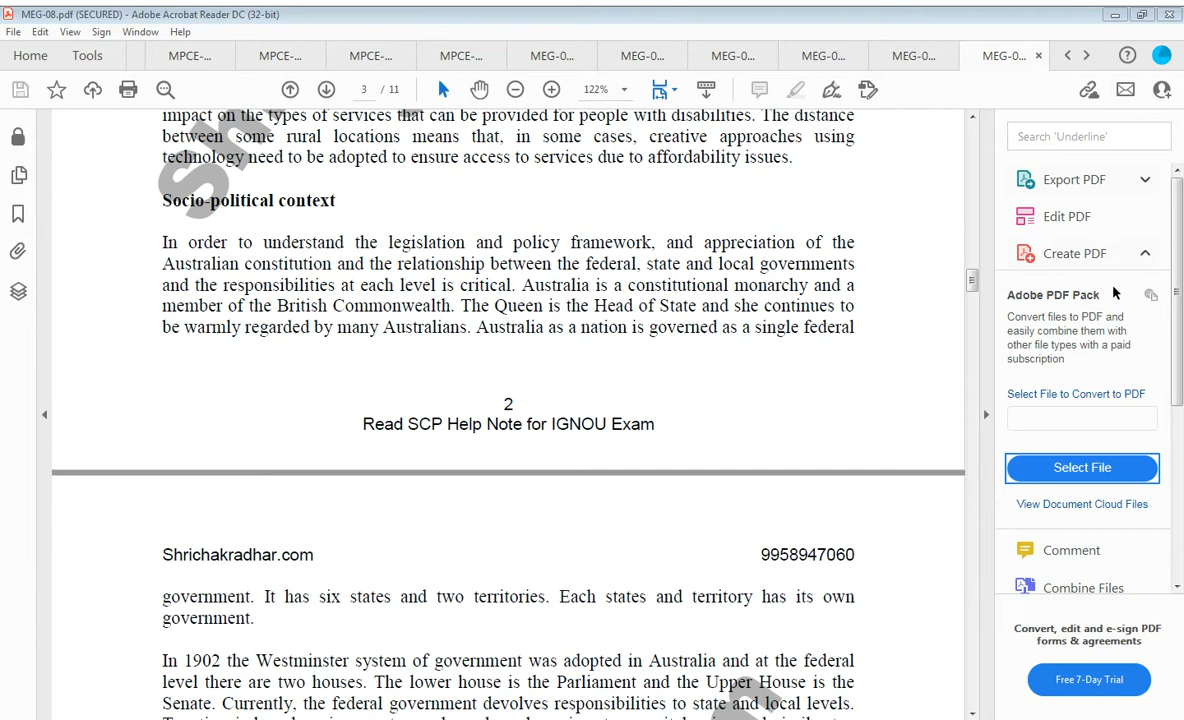 MEG-08.pdf (SECURED) - Adobe Acrobat Reader DC (32-bit)
File Edit View Sign Window Help
Home Tools MPCE-... MPCE-... MPCE-... MPCE-... MEG-0... MEG-0... MEG-0... MEG-0... MEG-0... MEG-0... ×
3 / 11 122%
impact on the types of services that can be provided for people with disabilities. The distance
between some rural locations means that, in some cases, creative approaches using
technology need to be adopted to ensure access to services due to affordability issues.
Socio-political context
In order to understand the legislation and policy framework, and appreciation of the
Australian constitution and the relationship between the federal, state and local governments
and the responsibilities at each level is critical. Australia is a constitutional monarchy and a
member of the British Commonwealth. The Queen is the Head of State and she continues to
be warmly regarded by many Australians. Australia as a nation is governed as a single federal
2
Read SCP Help Note for IGNOU Exam
Shrichakradhar.com 9958947060
government. It has six states and two territories. Each states and territory has its own
government.
In 1902 the Westminster system of government was adopted in Australia and at the federal
level there are two houses. The lower house is the Parliament and the Upper House is the
Senate. Currently, the federal government devolves responsibilities to state and local levels.
Search 'Underline'
Export PDF
Edit PDF
Create PDF
Adobe PDF Pack
Convert files to PDF and
easily combine them with
other file types with a paid
subscription
Select File to Convert to PDF
Select File
View Document Cloud Files
Comment
Combine Files
Convert, edit and e-sign PDF
forms & agreements
Free 7-Day Trial